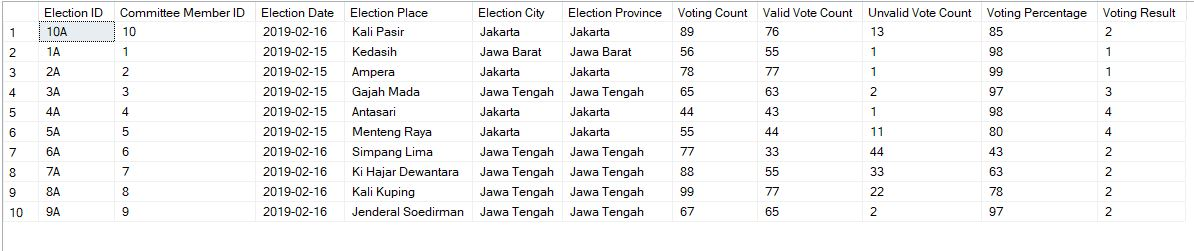 Election ID Committee Member ID Election Date Election Place Election City Election Province Voting Count Valid Vote Count Unvalid Vote Count Voting Percentage Voting Result
1 10A 10 2019-02-16 Kali Pasir Jakarta Jakarta 89 76 13 85 2
2 1A 1 2019-02-15 Kedasih Jawa Barat Jawa Barat 56 55 1 98 1
3 2A 2 2019-02-15 Ampera Jakarta Jakarta 78 77 1 99 1
4 3A 3 2019-02-15 Gajah Mada Jawa Tengah Jawa Tengah 65 63 2 97 3
5 4A 4 2019-02-15 Antasari Jakarta Jakarta 44 43 1 98 4
6 5A 5 2019-02-15 Menteng Raya Jakarta Jakarta 55 44 11 80 4
7 6A 6 2019-02-16 Simpang Lima Jawa Tengah Jawa Tengah 77 33 44 43 2
8 7A 7 2019-02-16 Ki Hajar Dewantara Jawa Tengah Jawa Tengah 88 55 33 63 2
9 8A 8 2019-02-16 Kali Kuping Jawa Tengah Jawa Tengah 99 77 22 78 2
10 9A 9 2019-02-16 Jenderal Soedirman Jawa Tengah Jawa Tengah 67 65 2 97 2